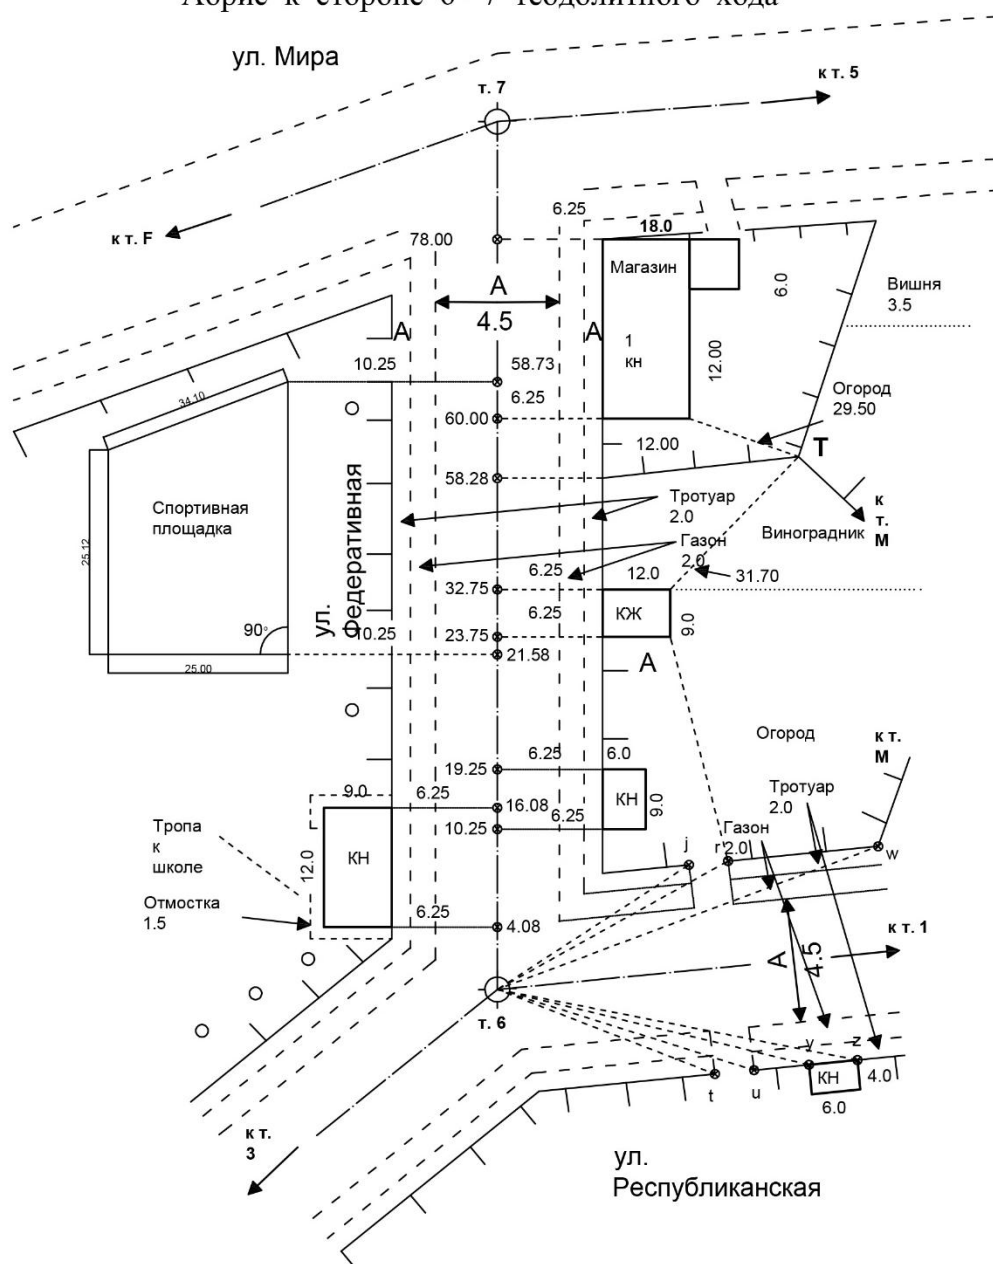 Абрис к стороне 6 - 7 теодолитного хода
ул. Мира
т. 7
к т. 5
к т. F
6.25
78.00
18.0
Магазин
А
4.5
А
А
6.0
Вишня
3.5
1
кн
12.00
10.25
58.73
6.25
34.10
60.00
Огород
29.50
12.00
Т
58.28
Спортивная
площадка
ул.
Федеративная
Тротуар
2.0
к
т.
М
Виноградник
Газон
2.0
25.12
6.25
12.0
31.70
32.75
6.25
КЖ
9.0
90°
10.25
23.75
21.58
25.00
А
Огород
к т.
М
6.25
6.0
19.25
Тротуар
2.0
9.0
6.25
16.08
6.25
КН
9.0
10.25
Газон
2.0
Тропа
к
школе
12.0
КН
j
r
w
Отмостка
1.5
6.25
4.08
к т. 1
А
4.5
т. 6
y
z
КН
4.0
t
u
6.0
к т.
3
ул.
Республиканская